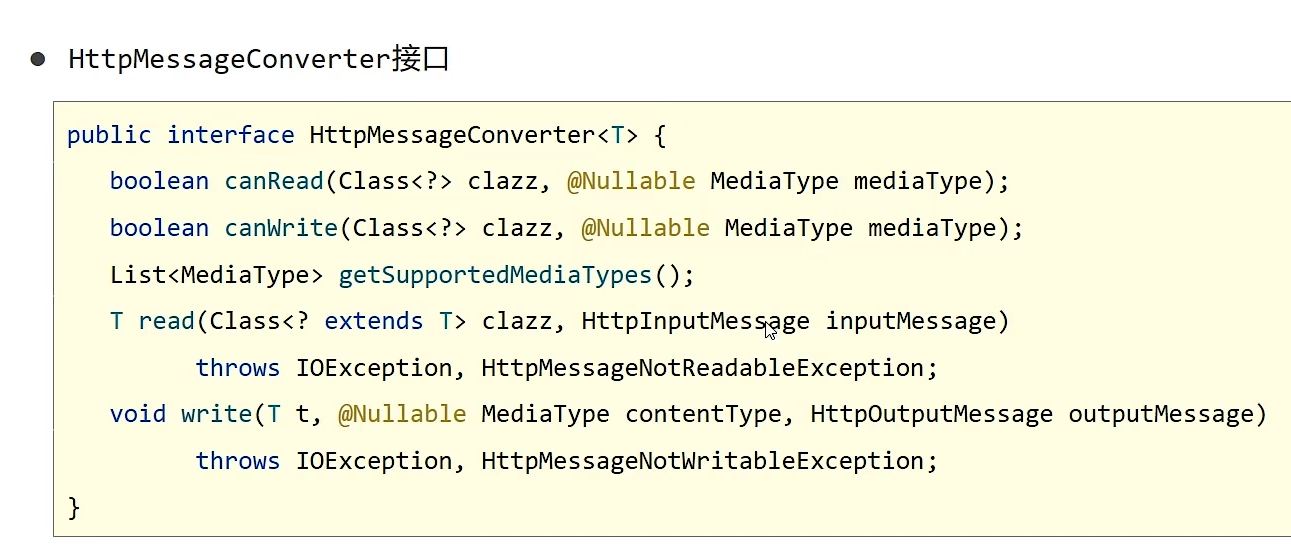 ● HttpMessageConverter接口
public interface HttpMessageConverter<T> {
boolean canRead(Class<?> clazz, @Nullable MediaType mediaType);
boolean canWrite(Class<?> clazz, @Nullable MediaType mediaType);
List<MediaType> getSupportedMediaTypes();
T read(Class<? extends T> clazz, HttpInputMessage inputMessage)
throws IOException, HttpMessageNotReadableException;
void write(T t, @Nullable MediaType contentType, HttpOutputMessage outputMessage)
throws IOException, HttpMessageNotWritableException;
}